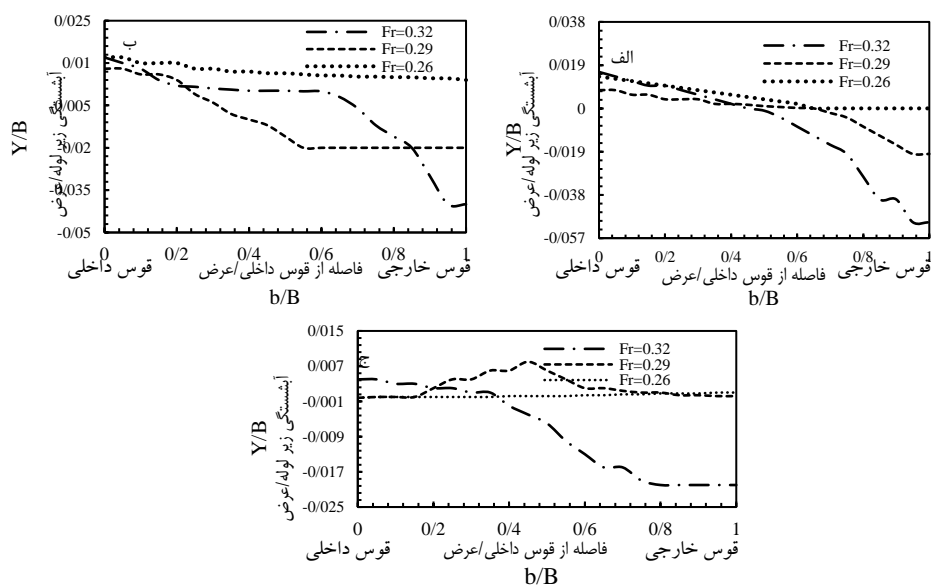 0/025
0/01
-0/005
-0/02
-0/035
-0/05
Y/B
آبشستگی زیر لوله/عرض
ب
Fr=0.32
Fr=0.29
Fr=0.26
0 0/2 0/4 0/6 0/8 1
قوس داخلی فاصله از قوس داخلی/عرض قوس خارجی
b/B
0/038
0/019
0
-0/019
-0/038
-0/057
Y/B
آبشستگی زیر لوله/عرض
الف
Fr=0.32
Fr=0.29
Fr=0.26
0 0/2 0/4 0/6 0/8 1
قوس داخلی فاصله از قوس داخلی/عرض قوس خارجی
b/B
0/015
0/007
-0/001
-0/009
-0/017
-0/025
Y/B
آبشستگی زیر لوله/عرض
ج
Fr=0.32
Fr=0.29
Fr=0.26
0 0/2 0/4 0/6 0/8 1
قوس داخلی فاصله از قوس داخلی/عرض قوس خارجی
b/B